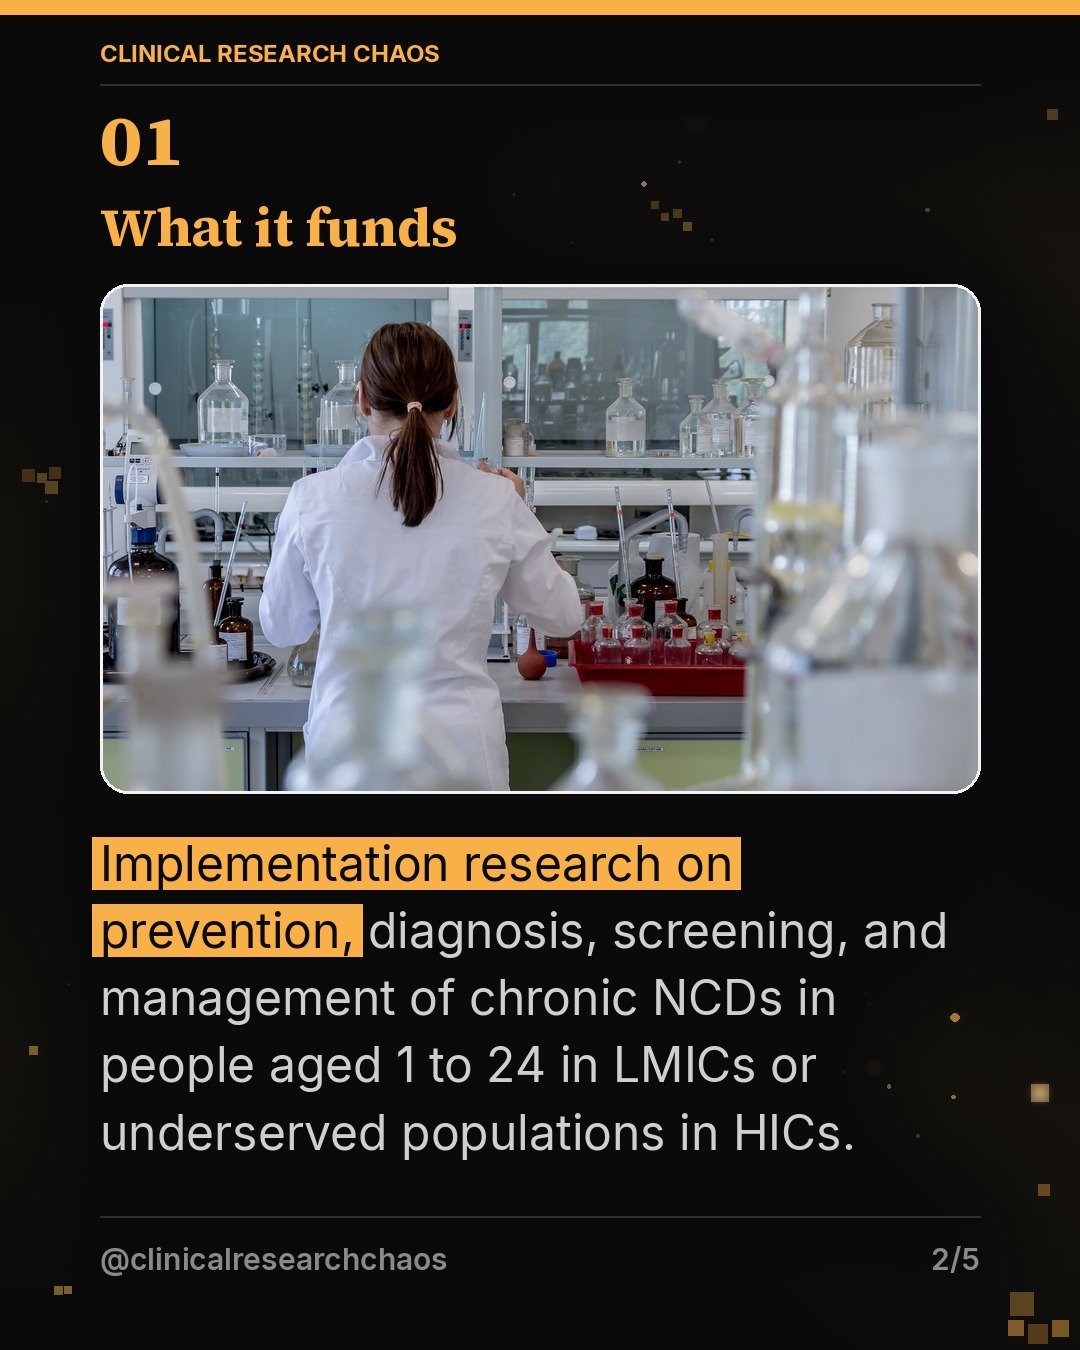 CLINICAL RESEARCH CHAOS
01
What it funds
Implementation research on
prevention, diagnosis, screening, and
management of chronic NCDs in
people aged 1 to 24 in LMICs or
underserved populations in HICs.
@clinicalresearchchaos
2/5